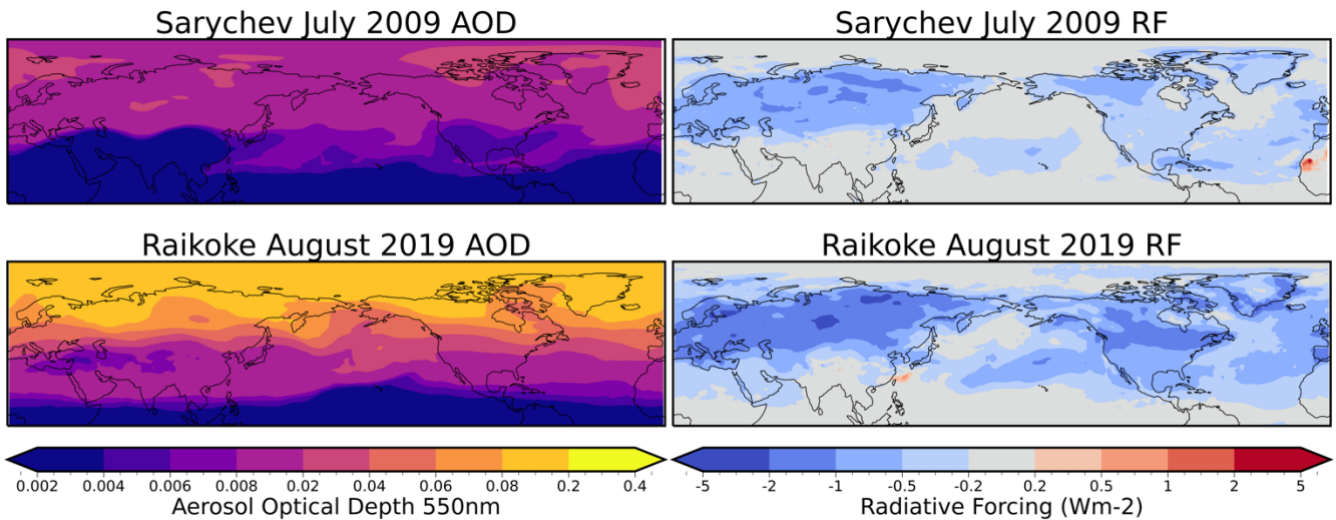 Sarychev July 2009 AOD
Sarychev July 2009 RF
Raikoke August 2019 AOD
Raikoke August 2019 RF
0.002 0.004 0.006 0.008 0.02 0.04 0.06 0.08 0.2 0.4
Aerosol Optical Depth 550nm
-5 -2 -1 -0.5 -0.2 0.2 0.5 1 2 5
Radiative Forcing (Wm-2)